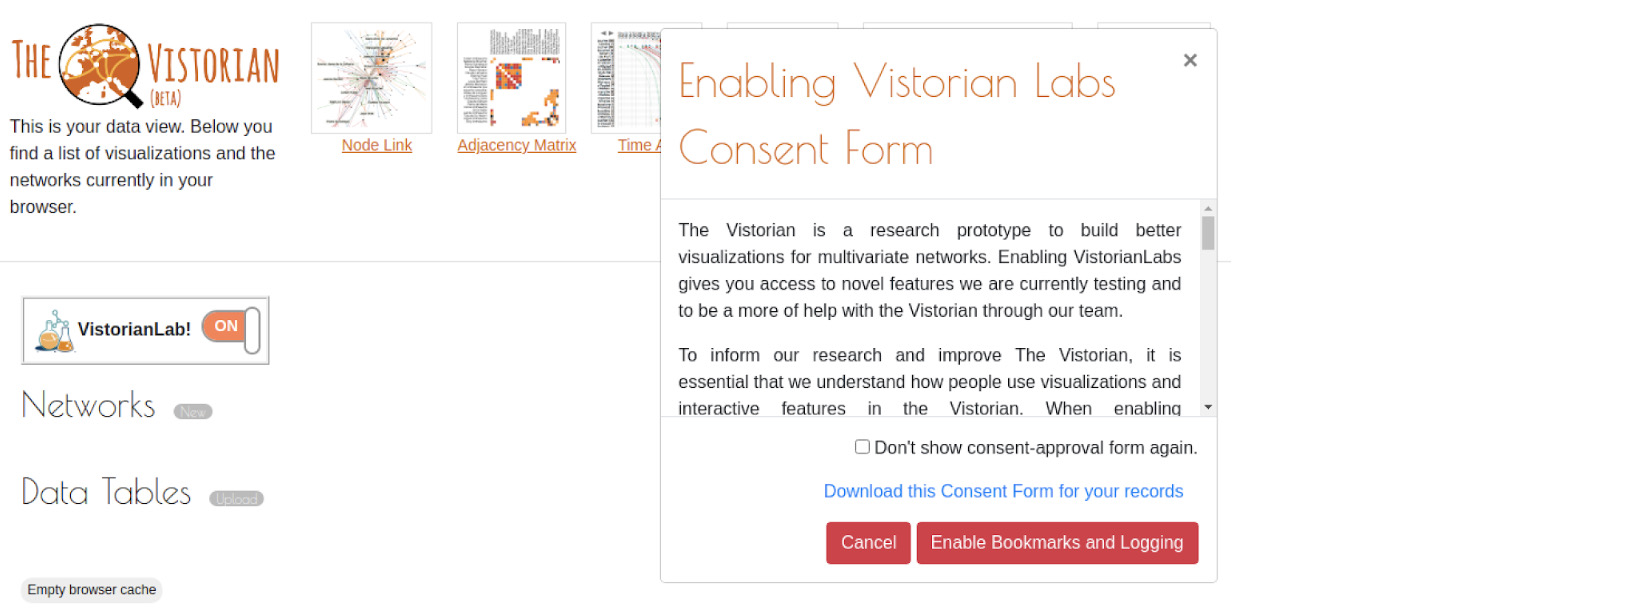 THE VISTORIAN
(BETA)
This is your data view. Below you
find a list of visualizations and the
networks currently in your
browser.
Node Link
Adjacency Matrix
Time A
Enabling Vistorian Labs
Consent Form
×
The Vistorian is a research prototype to build better
visualizations for multivariate networks. Enabling VistorianLabs
gives you access to novel features we are currently testing and
to be a more of help with the Vistorian through our team.
To inform our research and improve The Vistorian, it is
essential that we understand how people use visualizations and
interactive features in the Vistorian. When enabling
Don't show consent-approval form again.
Download this Consent Form for your records
Cancel
Enable Bookmarks and Logging
VistorianLab!
ON
Networks
New
Data Tables
Upload
Empty browser cache